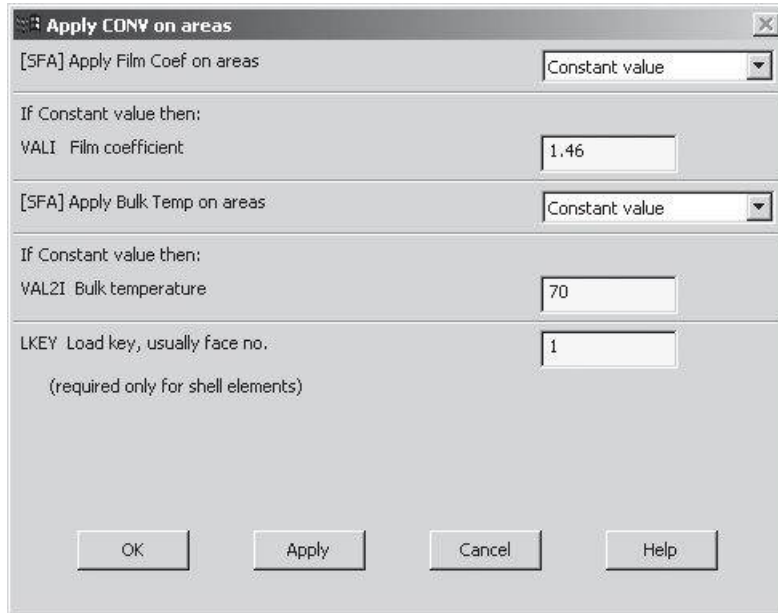 Apply CONV on areas
[SFA] Apply Film Coef on areas Constant value
If Constant value then:
VALI Film coefficient 1.46
[SFA] Apply Bulk Temp on areas Constant value
If Constant value then:
VAL2I Bulk temperature 70
LKEY Load key, usually face no. 1
(required only for shell elements)
OK Apply Cancel Help